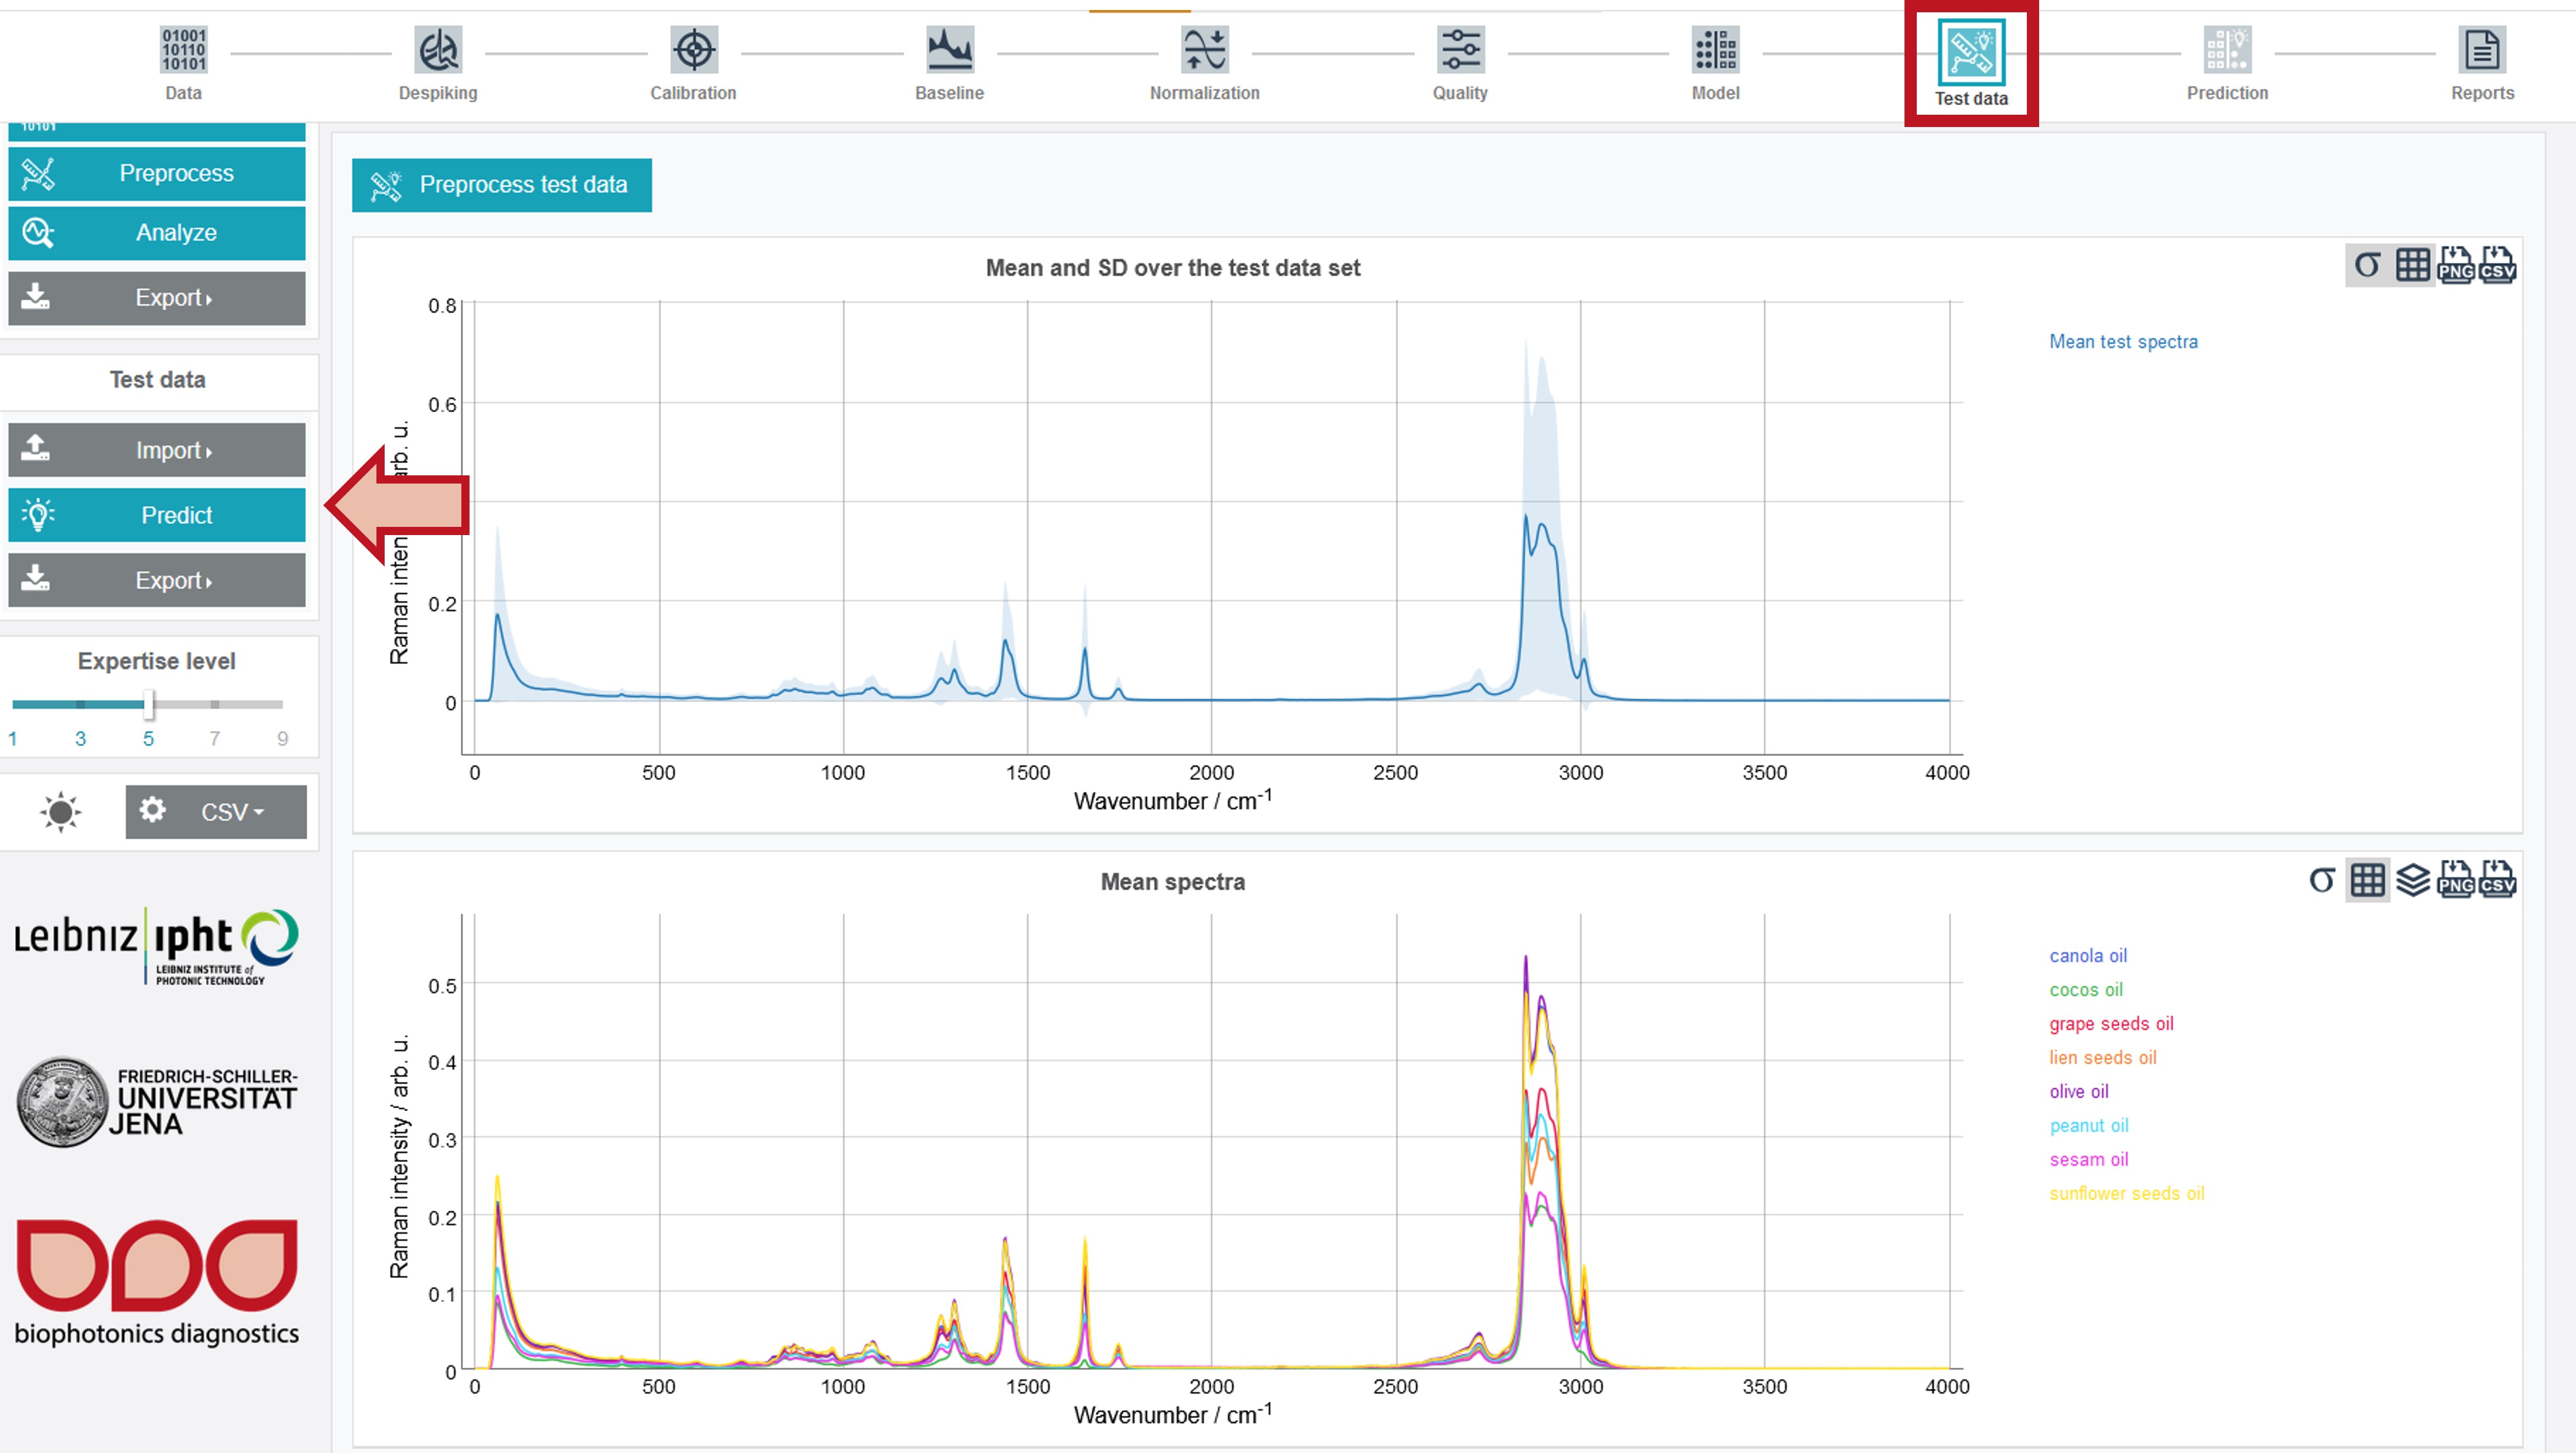 01001
10110
10101
Data
Despiking
Calibration
Baseline
Normalization
Quality
Model
Test data
Prediction
Reports
10101
Preprocess
Analyze
Export
Test data
Import
Predict
Export
Expertise level
1 3 5 7 9
CSV
Leibniz ipht
LEIBNIZ INSTITUTE of
PHOTONIC TECHNOLOGY
FRIEDRICH-SCHILLER-
UNIVERSITÄT
JENA
biophotonics diagnostics
Preprocess test data
Mean and SD over the test data set
σ PNG CSV
Mean test spectra
0.8
0.6
0.2
0
Raman inten arb. u.
0 500 1000 1500 2000 2500 3000 3500 4000
Wavenumber / cm-1
Mean spectra
σ PNG CSV
canola oil
cocos oil
grape seeds oil
lien seeds oil
olive oil
peanut oil
sesam oil
sunflower seeds oil
0.5
0.4
0.3
0.2
0.1
0
Raman intensity / arb. u.
0 500 1000 1500 2000 2500 3000 3500 4000
Wavenumber / cm-1